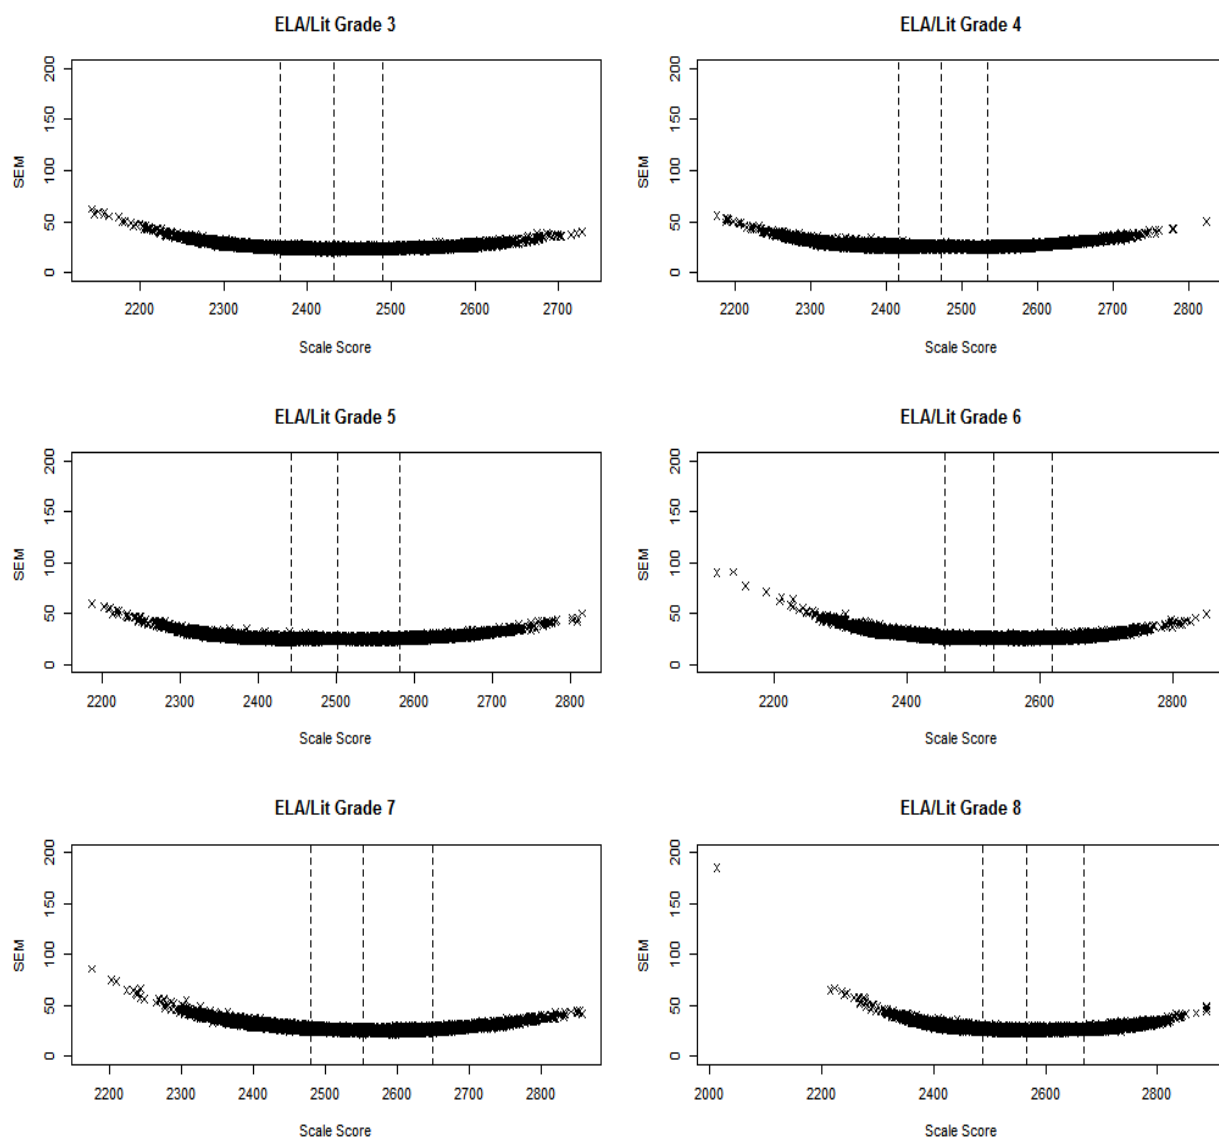 ELA/Lit Grade 3
200
150
100
50
0
SEM
2200 2300 2400 2500 2600 2700
Scale Score
ELA/Lit Grade 4
200
150
100
50
0
SEM
2200 2300 2400 2500 2600 2700 2800
Scale Score
ELA/Lit Grade 5
200
150
100
50
0
SEM
2200 2300 2400 2500 2600 2700 2800
Scale Score
ELA/Lit Grade 6
200
150
100
50
0
SEM
2200 2400 2600 2800
Scale Score
ELA/Lit Grade 7
200
150
100
50
0
SEM
2200 2300 2400 2500 2600 2700 2800
Scale Score
ELA/Lit Grade 8
200
150
100
50
0
SEM
2000 2200 2400 2600 2800
Scale Score